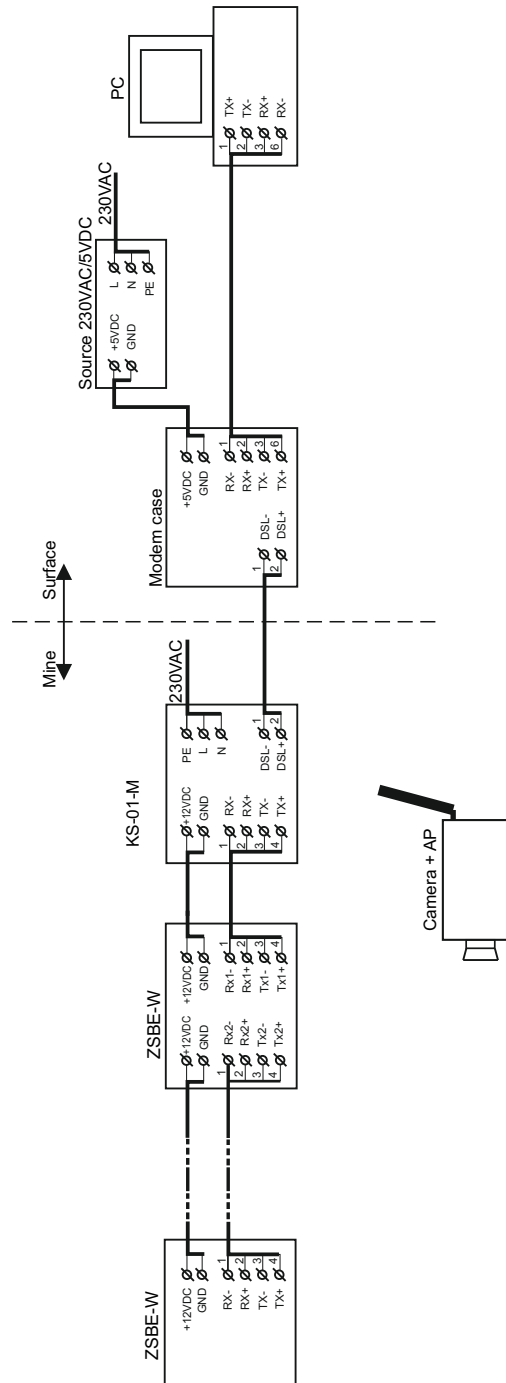 Mine
Surface
ZSBE-W
+12VDC
GND
RX-
1
RX+
2
TX-
3
TX+
4
ZSBE-W
+12VDC
GND
1
Rx2-
2
Rx2+
3
Tx2-
4
Tx2+
+12VDC
GND
Rx1-
1
Rx1+
2
Tx1-
3
Tx1+
4
KS-01-M
+12VDC
GND
1
RX-
2
RX+
3
TX-
4
TX+
230VAC
PE
L
N
DSL-
1
DSL+
2
Modem case
1
DSL-
2
DSL+
+5VDC
GND
RX-
1
RX+
2
TX-
3
TX+
6
Source 230VAC/5VDC
+5VDC
GND
L
N
PE
230VAC
PC
1
TX+
2
TX-
3
RX+
6
RX-
Camera + AP